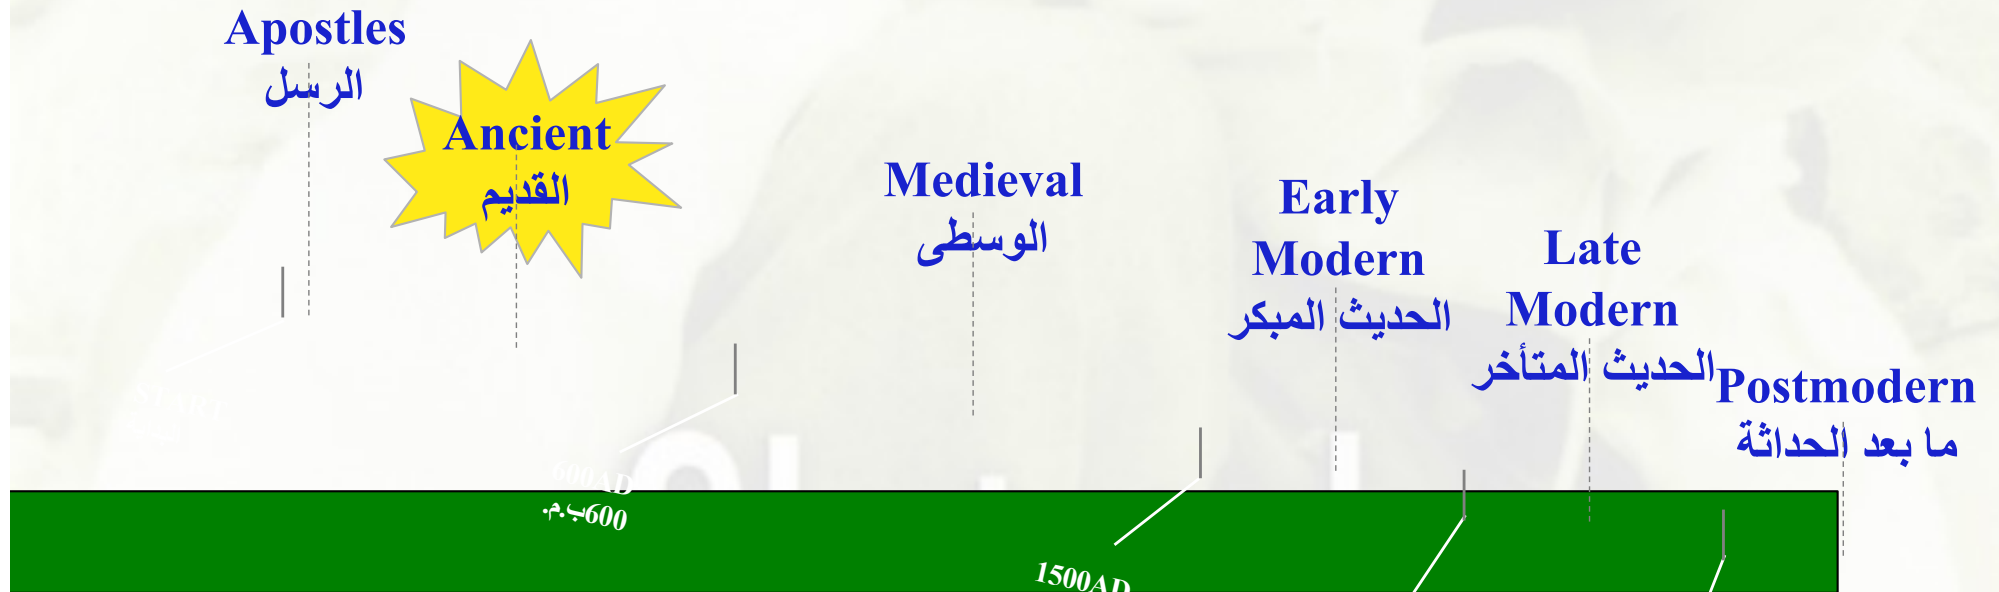 Apostles
الرسل
Ancient
القديم
Medieval
الوسطى
Early
Modern
الحديث المبكر
Late
Modern
الحديث المتأخر
Postmodern
ما بعد الحداثة
600AD
600ب.م.
1500AD